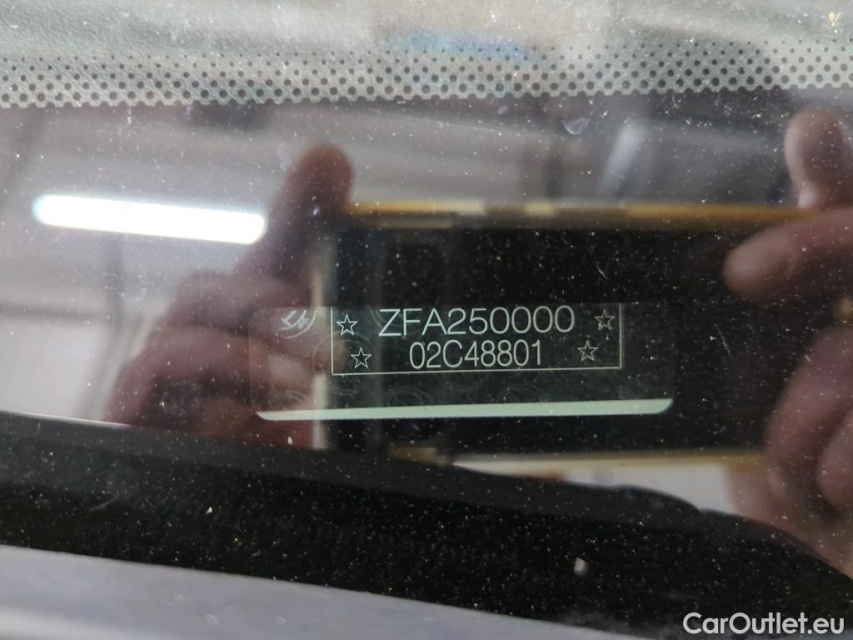 ☆ ZFA250000 ☆
☆ 02C48801 ☆
CarOutlet.eu